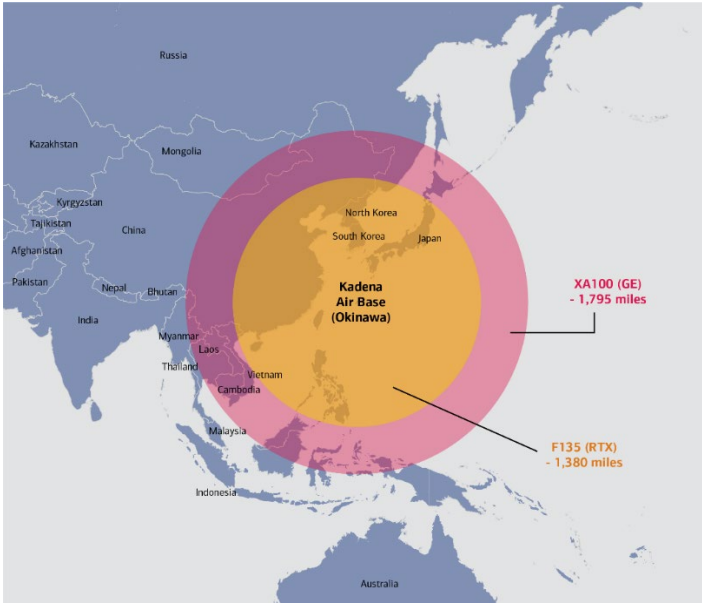 Russia
Kazakhstan
Mongolia
Kyrgyzstan
North Korea
Tajikistan
China
South Korea
Japan
Afghanistan
Pakistan
Nepal
Bhutan
Kadena
Air Base
(Okinawa)
XA100 (GE)
- 1,795 miles
India
Myanmar
Laos
Thailand
Vietnam
Cambodia
Malaysia
F135 (RTX)
- 1,380 miles
Indonesia
Australia